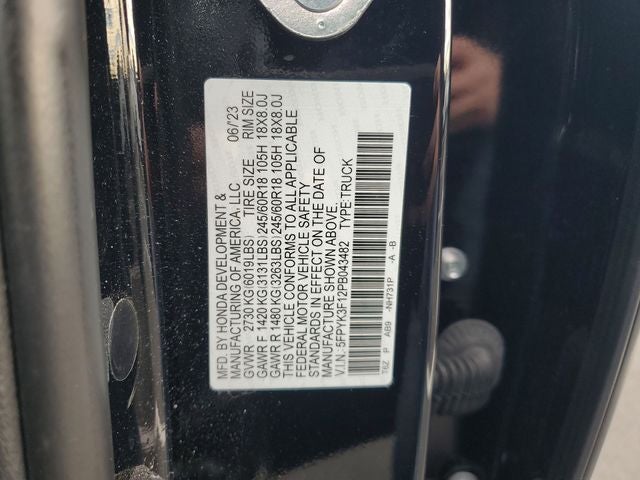 MFD. BY HONDA DEVELOPMENT &
MANUFACTURING OF AMERICA, LLC 06/23
GVWR 2730 KG(6019LBS) TIRE SIZE RIM SIZE
GAWR F 1420 KG(3131LBS) 245/60R18 105H 18X8.0J
GAWR R 1480 KG(3263LBS) 245/60R18 105H 18X8.0J
THIS VEHICLE CONFORMS TO ALL APPLICABLE
FEDERAL MOTOR VEHICLE SAFETY
STANDARDS IN EFFECT ON THE DATE OF
MANUFACTURE SHOWN ABOVE.
V.I.N.:5FPYK3F12PB043482 TYPE:TRUCK
T6Z P AB9 -NH731P -A -B